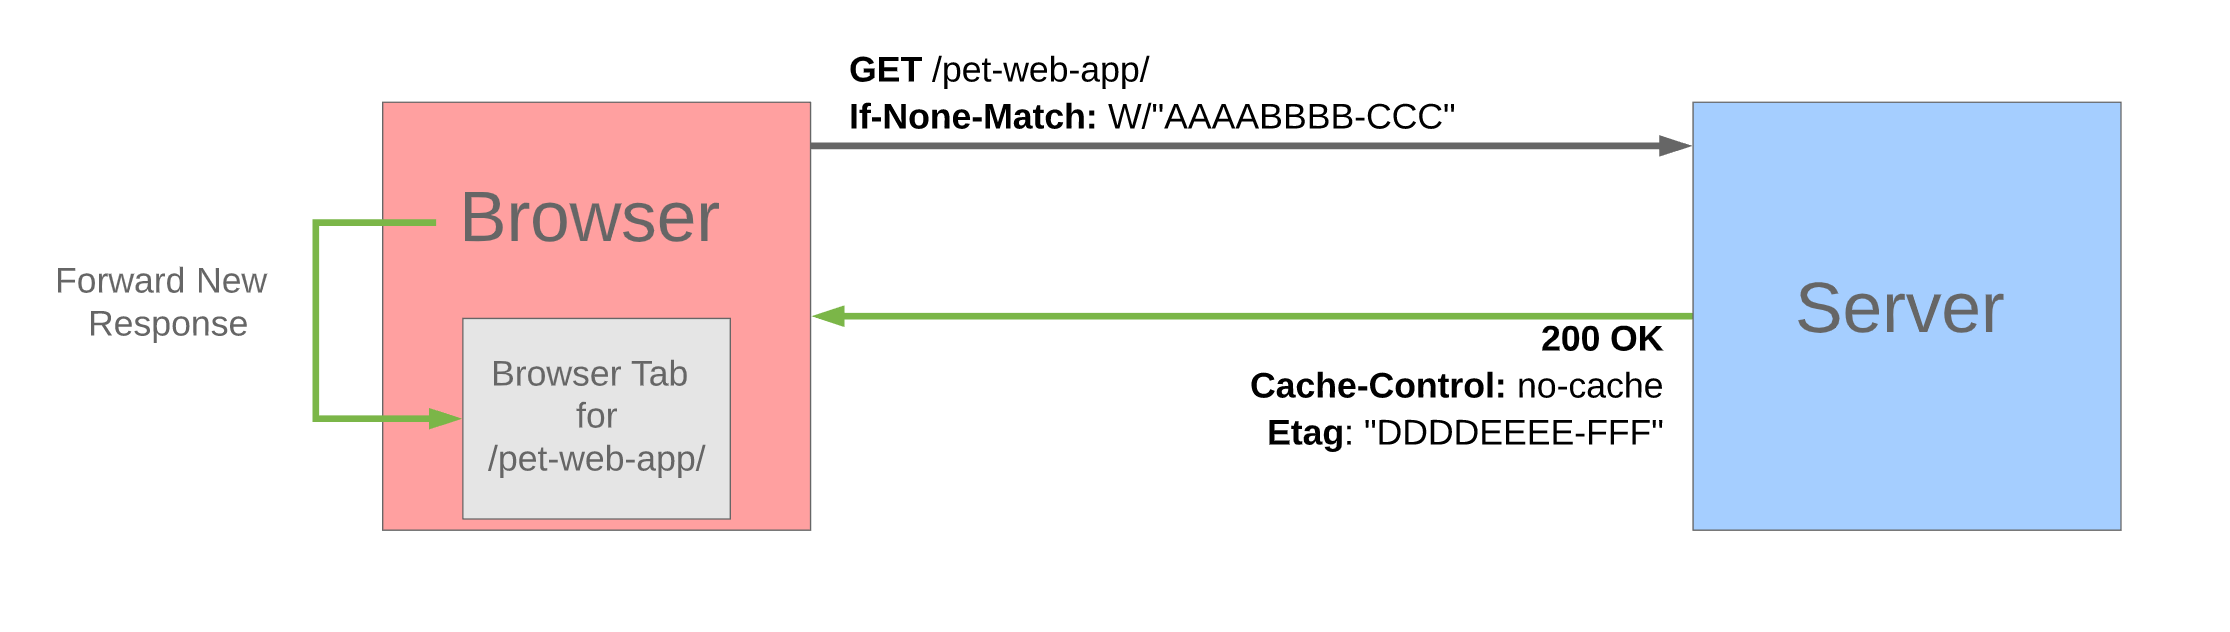 GET /pet-web-app/
If-None-Match: W/"AAAABBBB-CCC"
Browser
Forward New
Response
Browser Tab
for
/pet-web-app/
Server
200 OK
Cache-Control: no-cache
Etag: "DDDDEEEE-FFF"